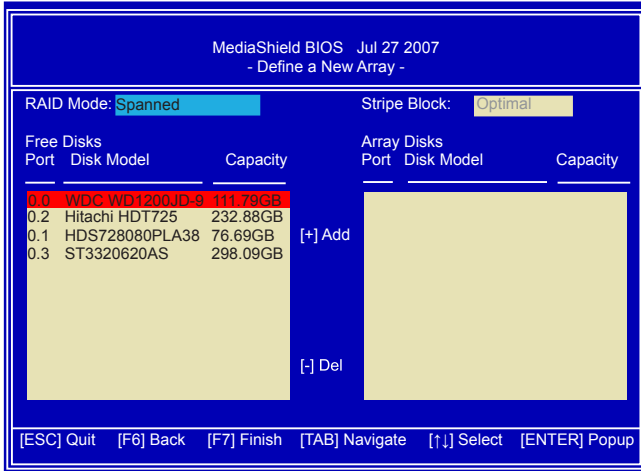 MediaShield BIOS Jul 27 2007
- Define a New Array -
RAID Mode: Spanned
Stripe Block: Optimal
Free Disks
Port Disk Model Capacity
0.0 WDC WD1200JD-9 111.79GB
0.2 Hitachi HDT725 232.88GB
0.1 HDS728080PLA38 76.69GB
0.3 ST3320620AS 298.09GB
[+] Add
[-] Del
Array Disks
Port Disk Model Capacity
[ESC] Quit [F6] Back [F7] Finish [TAB] Navigate [↑↓] Select [ENTER] Popup